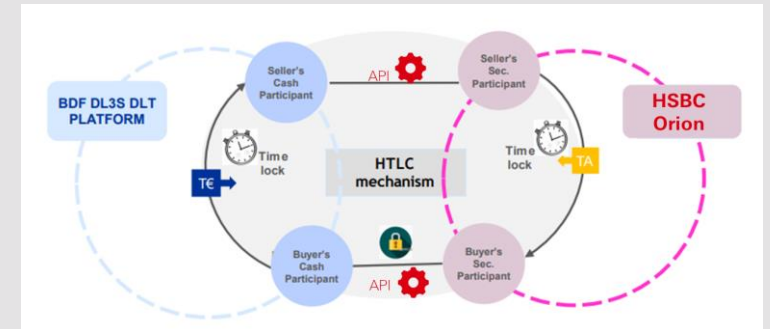 Seller's
Cash
Participant
API
Seller's
Sec.
Participant
BDF DL3S DLT
PLATFORM
HSBC
Orion
Time
lock
HTLC
mechanism
Time
lock
T€
TA
Buyer's
Cash
Participant
API
Buyer's
Sec.
Participant